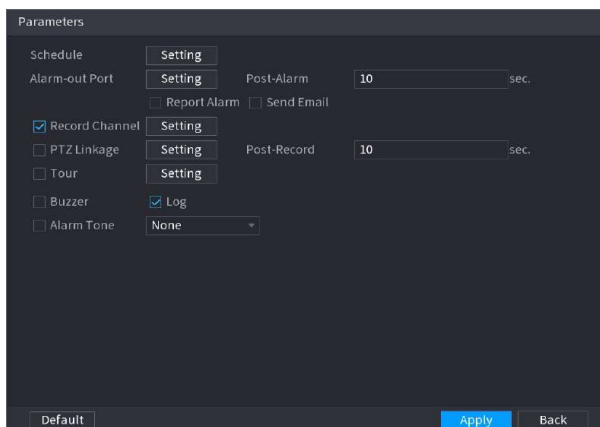 Parameters
Schedule Setting
Alarm-out Port Setting Post-Alarm 10 sec.
Report Alarm Send Email
Record Channel Setting
PTZ Linkage Setting Post-Record 10 sec.
Tour Setting
Buzzer Log
Alarm Tone None
Default Apply Back